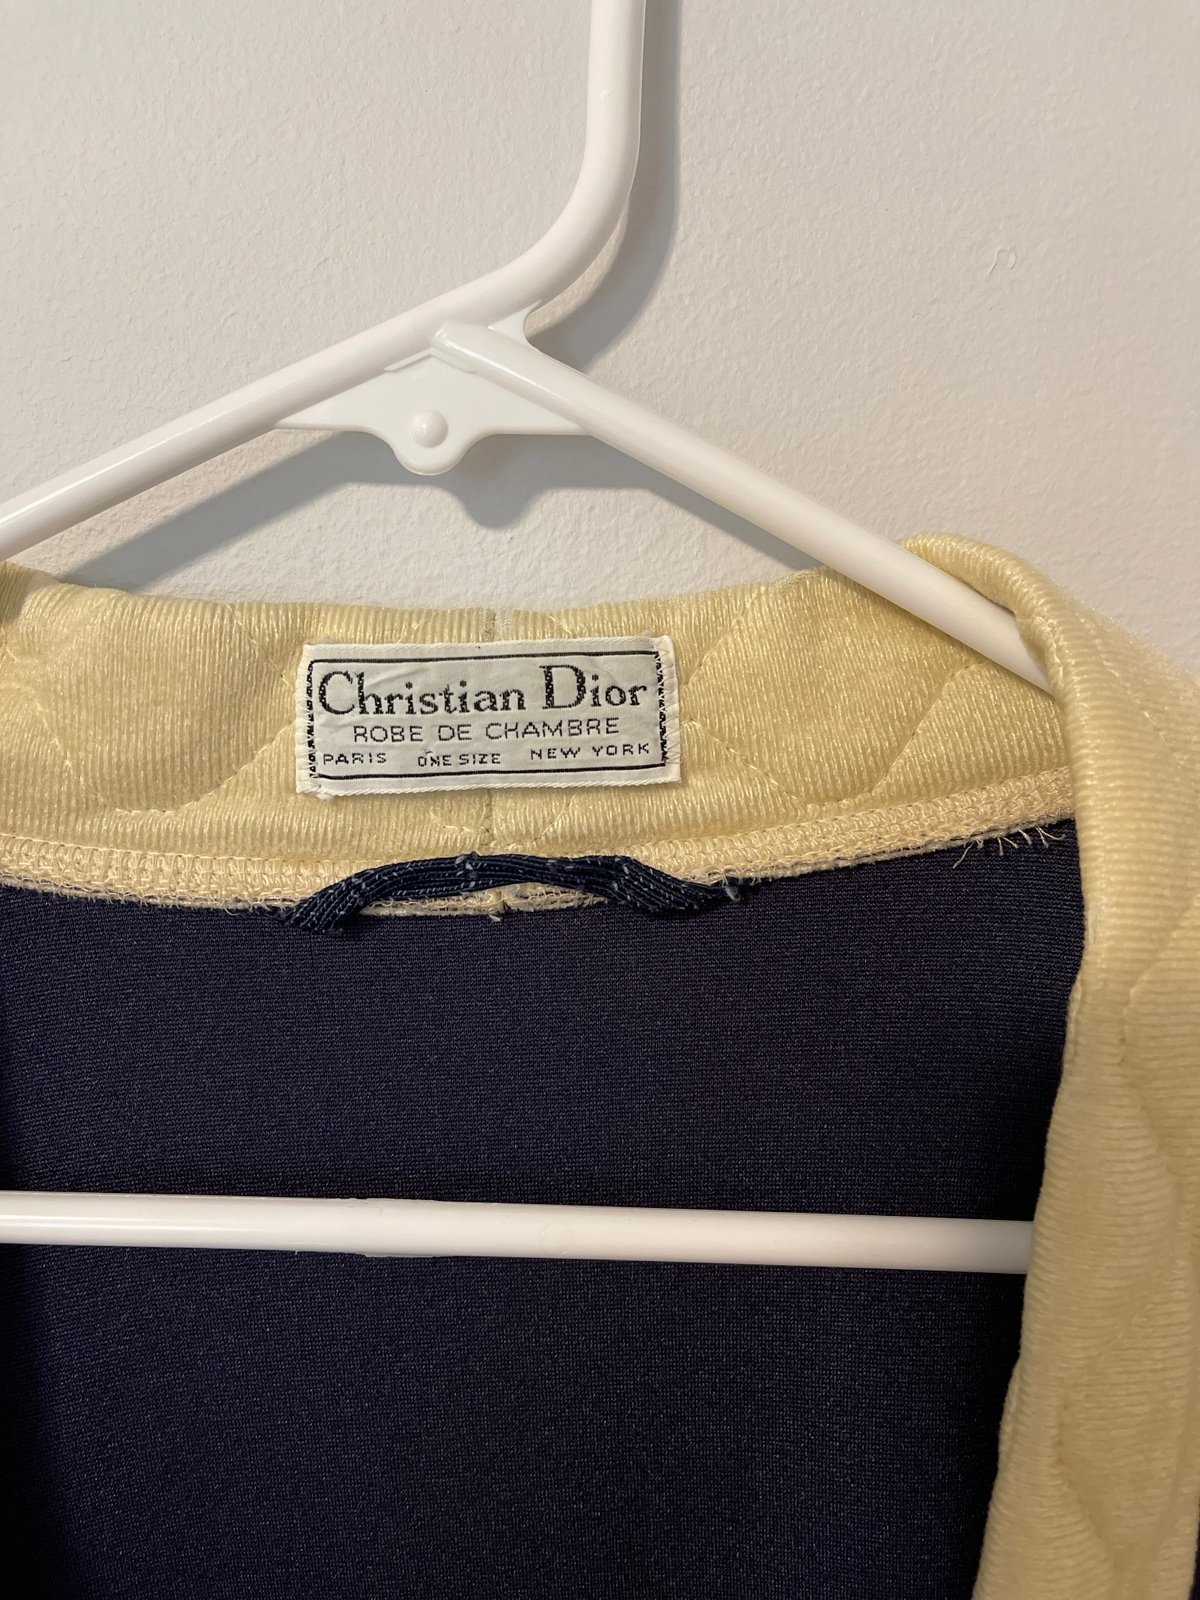 Christian Dior
ROBE DE CHAMBRE
PARIS ONE SIZE NEW YORK